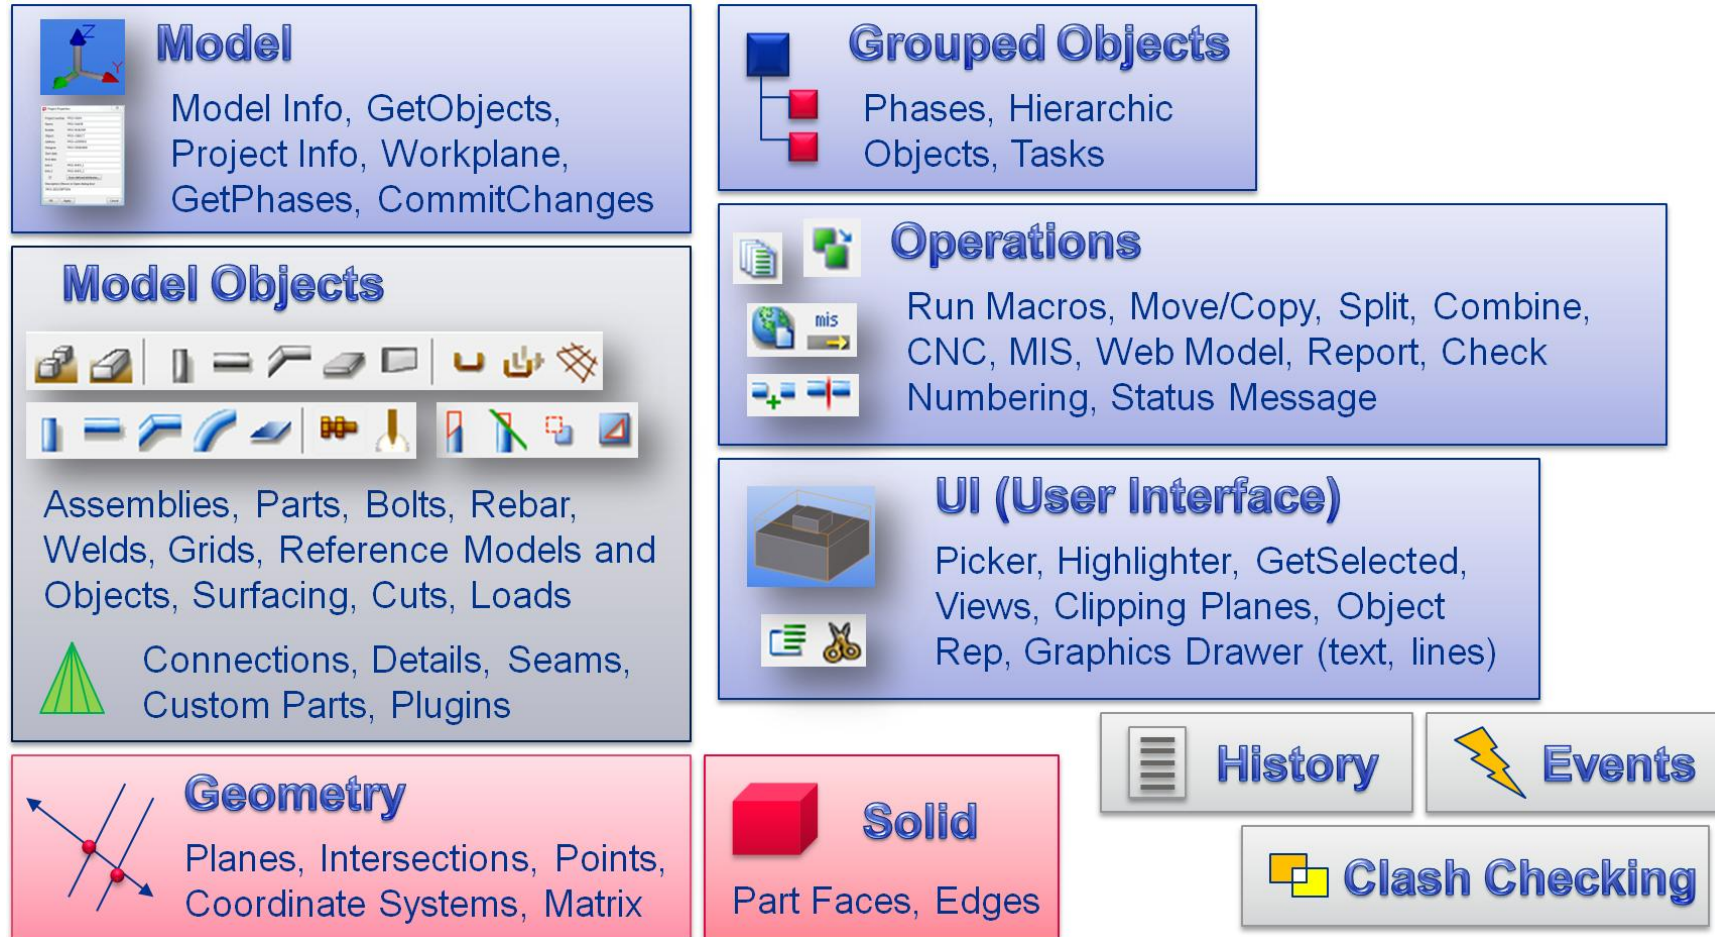 Model
Model Info, GetObjects,
Project Info, Workplane,
GetPhases, CommitChanges
Z
Y
Model Objects
Assemblies, Parts, Bolts, Rebar,
Welds, Grids, Reference Models and
Objects, Surfacing, Cuts, Loads
Connections, Details, Seams,
Custom Parts, Plugins
Geometry
Planes, Intersections, Points,
Coordinate Systems, Matrix
Grouped Objects
Phases, Hierarchic
Objects, Tasks
Operations
mis
Run Macros, Move/Copy, Split, Combine,
CNC, MIS, Web Model, Report, Check
Numbering, Status Message
UI (User Interface)
Picker, Highlighter, GetSelected,
Views, Clipping Planes, Object
Rep, Graphics Drawer (text, lines)
Solid
Part Faces, Edges
History
Events
Clash Checking